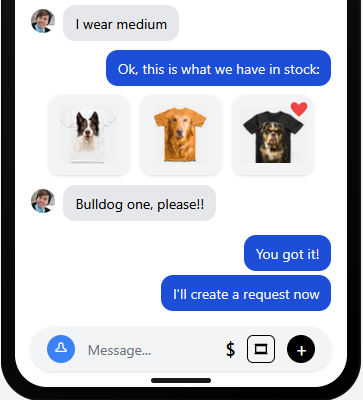 I wear medium
Ok, this is what we have in stock:
Bulldog one, please!!
You got it!
I'll create a request now
Message...
$
+